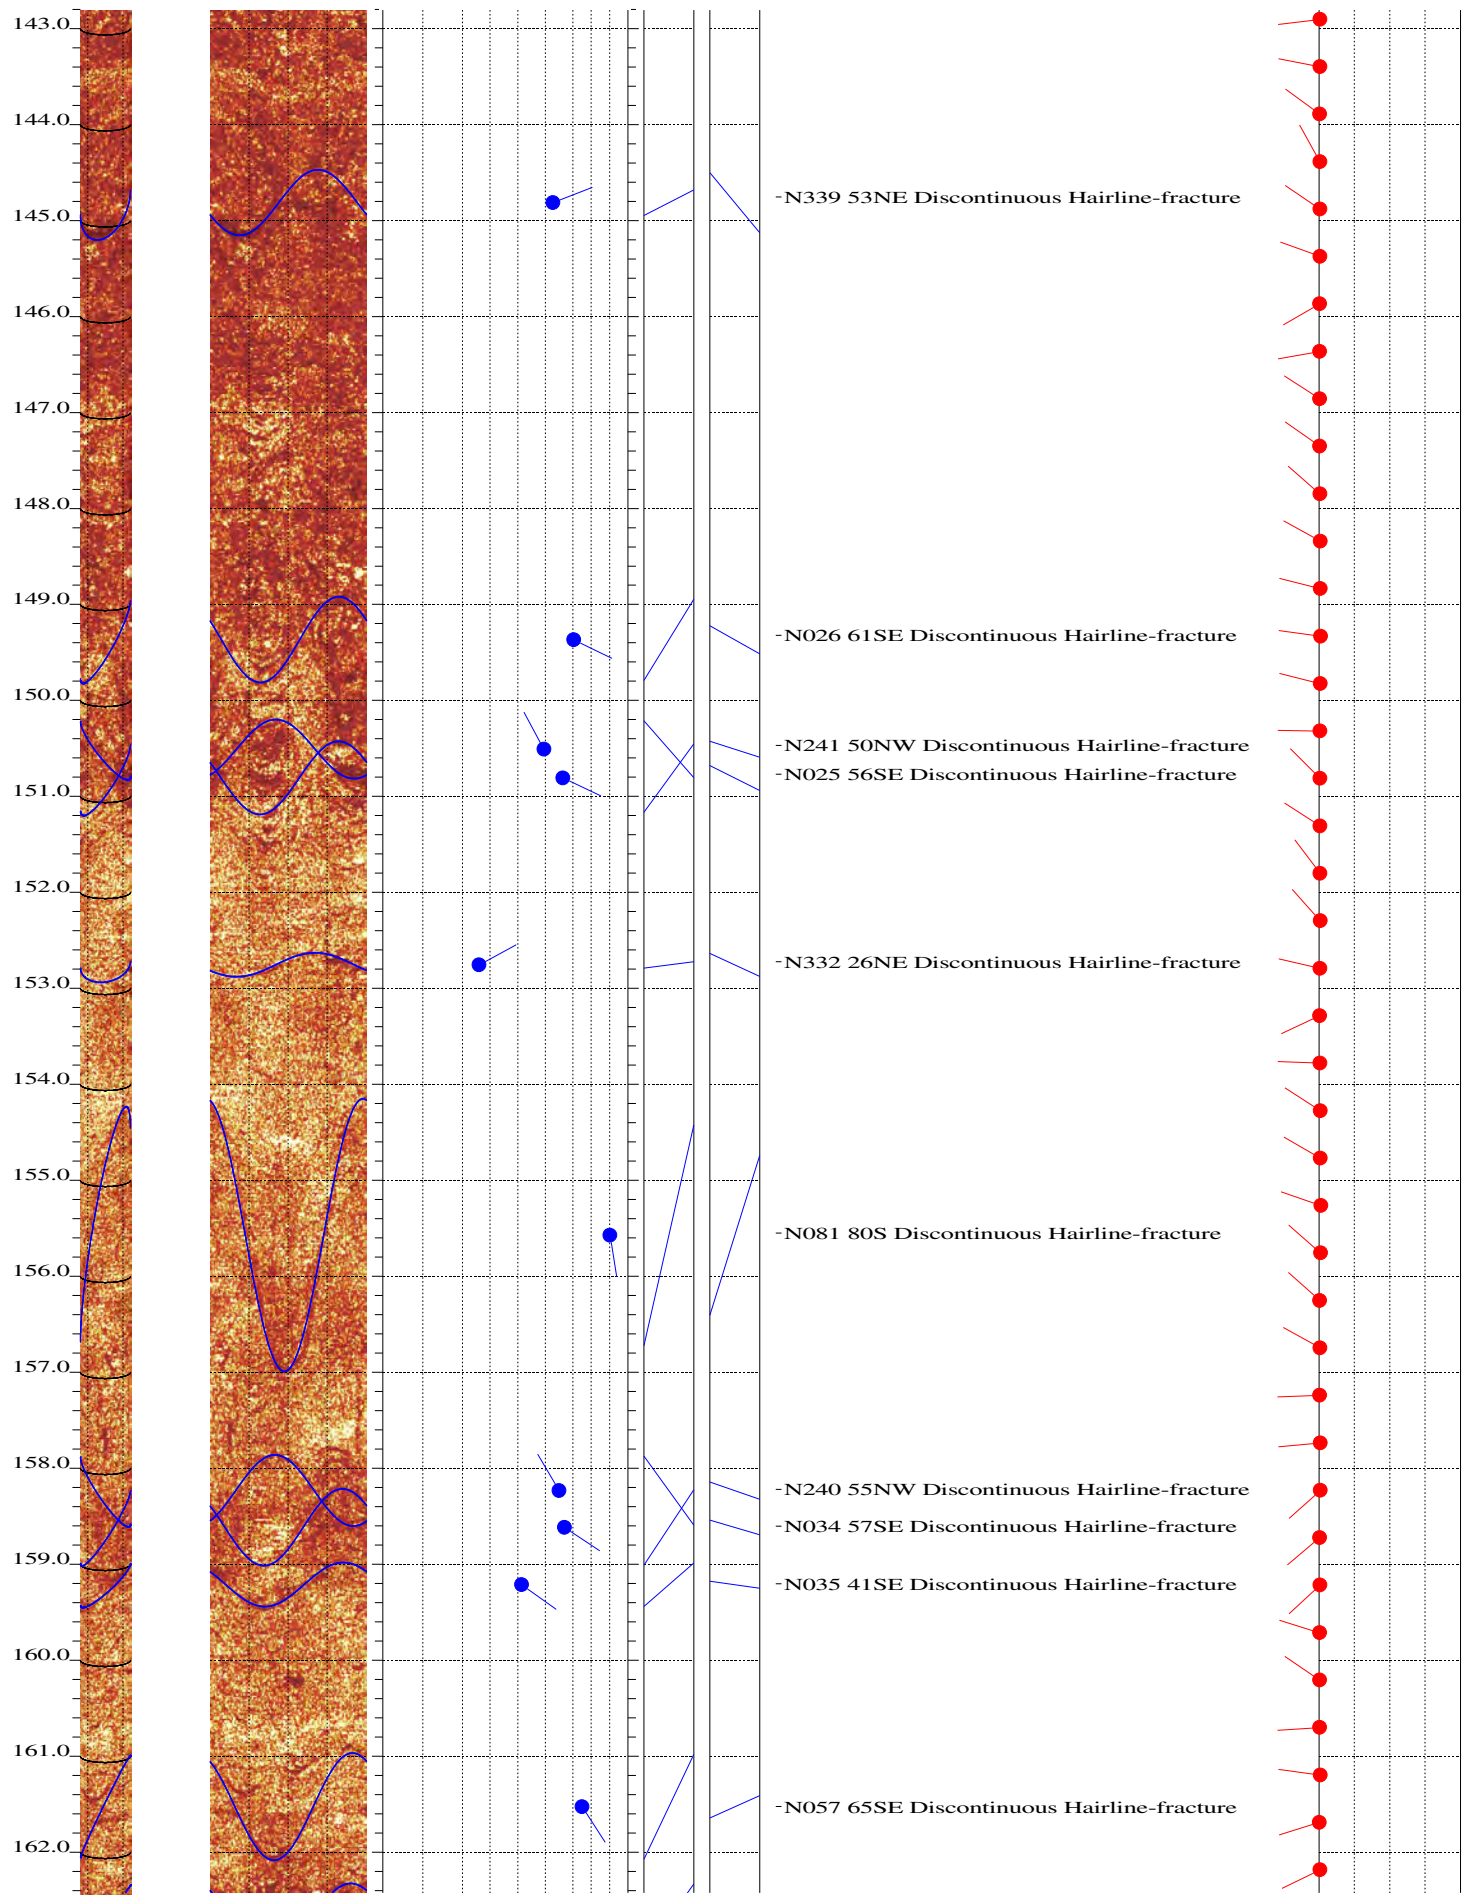 143.0
144.0
-N339 53NE Discontinuous Hairline-fracture
145.0
146.0
147.0
148.0
149.0
-N026 61SE Discontinuous Hairline-fracture
150.0
-N241 50NW Discontinuous Hairline-fracture
-N025 56SE Discontinuous Hairline-fracture
151.0
152.0
-N332 26NE Discontinuous Hairline-fracture
153.0
154.0
155.0
-N081 80S Discontinuous Hairline-fracture
156.0
157.0
158.0
-N240 55NW Discontinuous Hairline-fracture
-N034 57SE Discontinuous Hairline-fracture
159.0
-N035 41SE Discontinuous Hairline-fracture
160.0
161.0
-N057 65SE Discontinuous Hairline-fracture
162.0